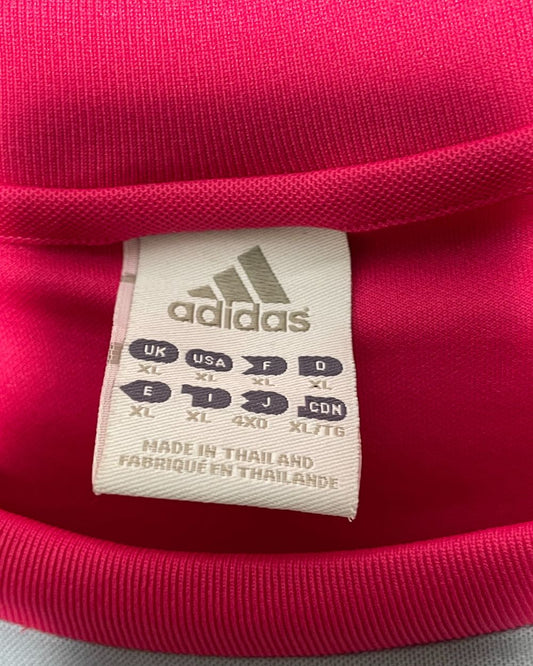 adidas
UK USA F D
XL XL XL XL
E I J CDN
XL XL 4XO XL/TG
MADE IN THAILAND
FABRIQUÉ EN THAILANDE